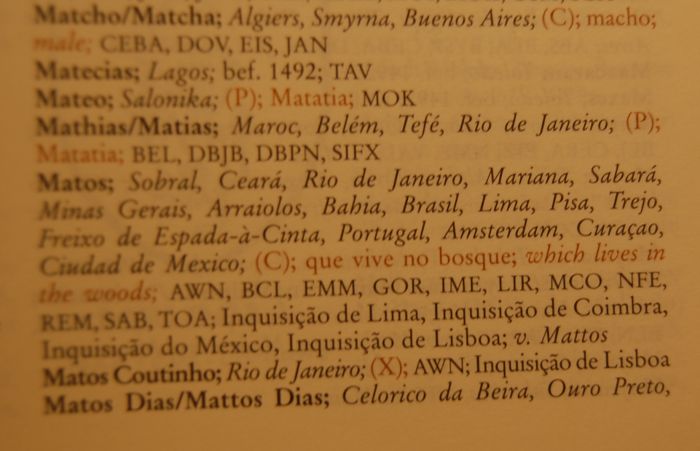 Matcho/Matcha; Algiers, Smyrna, Buenos Aires; (C); macho;
male; CEBA, DOV, EIS, JAN
Matecias; Lagos; bef. 1492; TAV
Mateo; Salonika; (P); Matatia; MOK
Mathias/Matias; Maroc, Belém, Tefé, Rio de Janeiro; (P);
Matatia; BEL, DBJB, DBPN, SIFX
Matos; Sobral, Ceará, Rio de Janeiro, Mariana, Sabará,
Minas Gerais, Arraiolos, Bahia, Brasil, Lima, Pisa, Trejo,
Freixo de Espada-à-Cinta, Portugal, Amsterdam, Curaçao,
Ciudad de Mexico; (C); que vive no bosque; which lives in
the woods; AWN, BCL, EMM, GOR, IME, LIR, MCO, NFE,
REM, SAB, TOA; Inquisição de Lima, Inquisição de Coimbra,
Inquisição do México, Inquisição de Lisboa; v. Mattos
Matos Coutinho; Rio de Janeiro; (X); AWN; Inquisição de Lisboa
Matos Dias/Mattos Dias; Celorico da Beira, Ouro Preto,